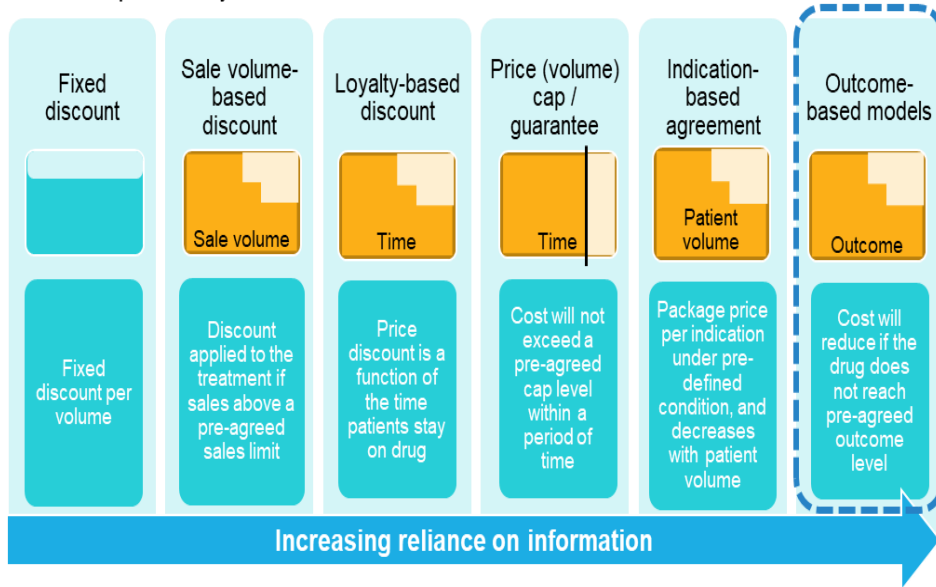 Fixed
discount
Sale volume-
based
discount
Loyalty-based
discount
Price (volume)
cap /
guarantee
Indication-
based
agreement
Outcome-
based models
Sale volume
Time
Time
Patient
volume
Outcome
Fixed
discount per
volume
Discount
applied to the
treatment if
sales above a
pre-agreed
sales limit
Price
discount is a
function of
the time
patients stay
on drug
Cost will not
exceed a
pre-agreed
cap level
within a
period of
time
Package price
per indication
under pre-
defined
condition, and
decreases
with patient
volume
Cost will
reduce if the
drug does
not reach
pre-agreed
outcome
level
Increasing reliance on information